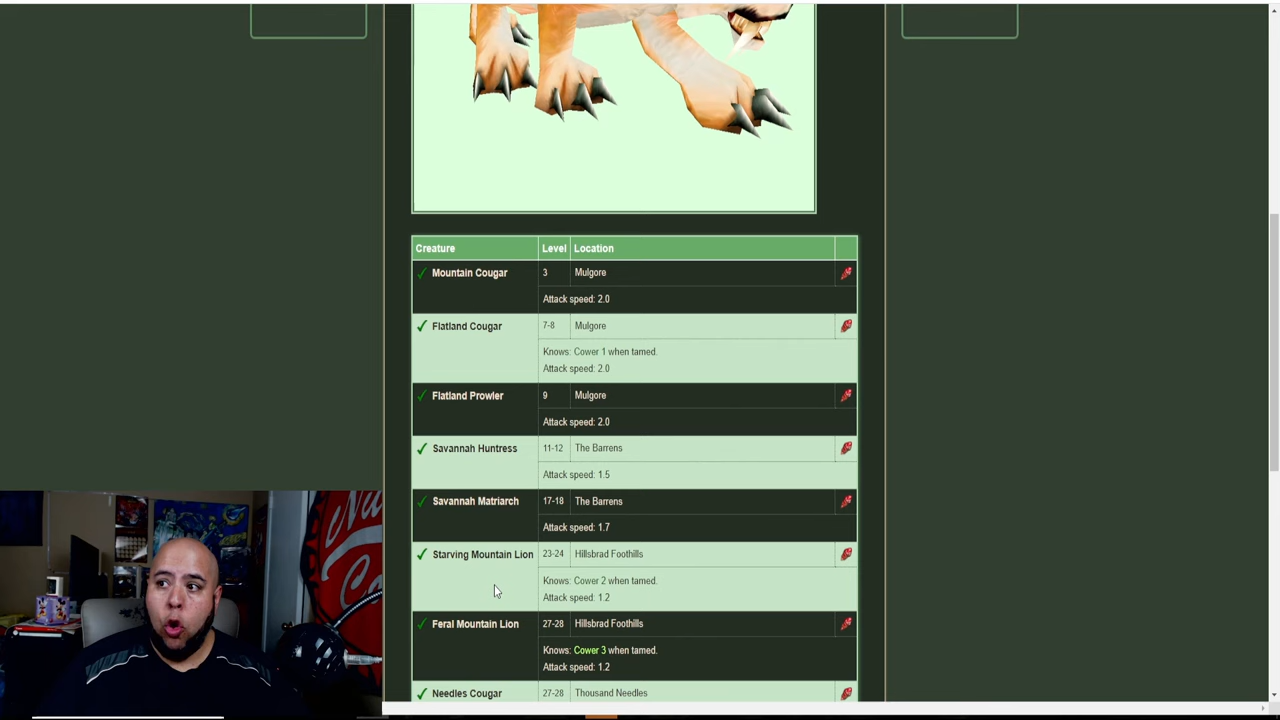 Creature Level Location
Mountain Cougar 3 Mulgore
Attack speed: 2.0
Flatland Cougar 7-8 Mulgore
Knows: Cower 1 when tamed.
Attack speed: 2.0
Flatland Prowler 9 Mulgore
Attack speed: 2.0
Savannah Huntress 11-12 The Barrens
Attack speed: 1.5
Savannah Matriarch 17-18 The Barrens
Attack speed: 1.7
Starving Mountain Lion 23-24 Hillsbrad Foothills
Knows: Cower 2 when tamed.
Attack speed: 1.2
Feral Mountain Lion 27-28 Hillsbrad Foothills
Knows: Cower 3 when tamed.
Attack speed: 1.2
Needles Cougar 27-28 Thousand Needles